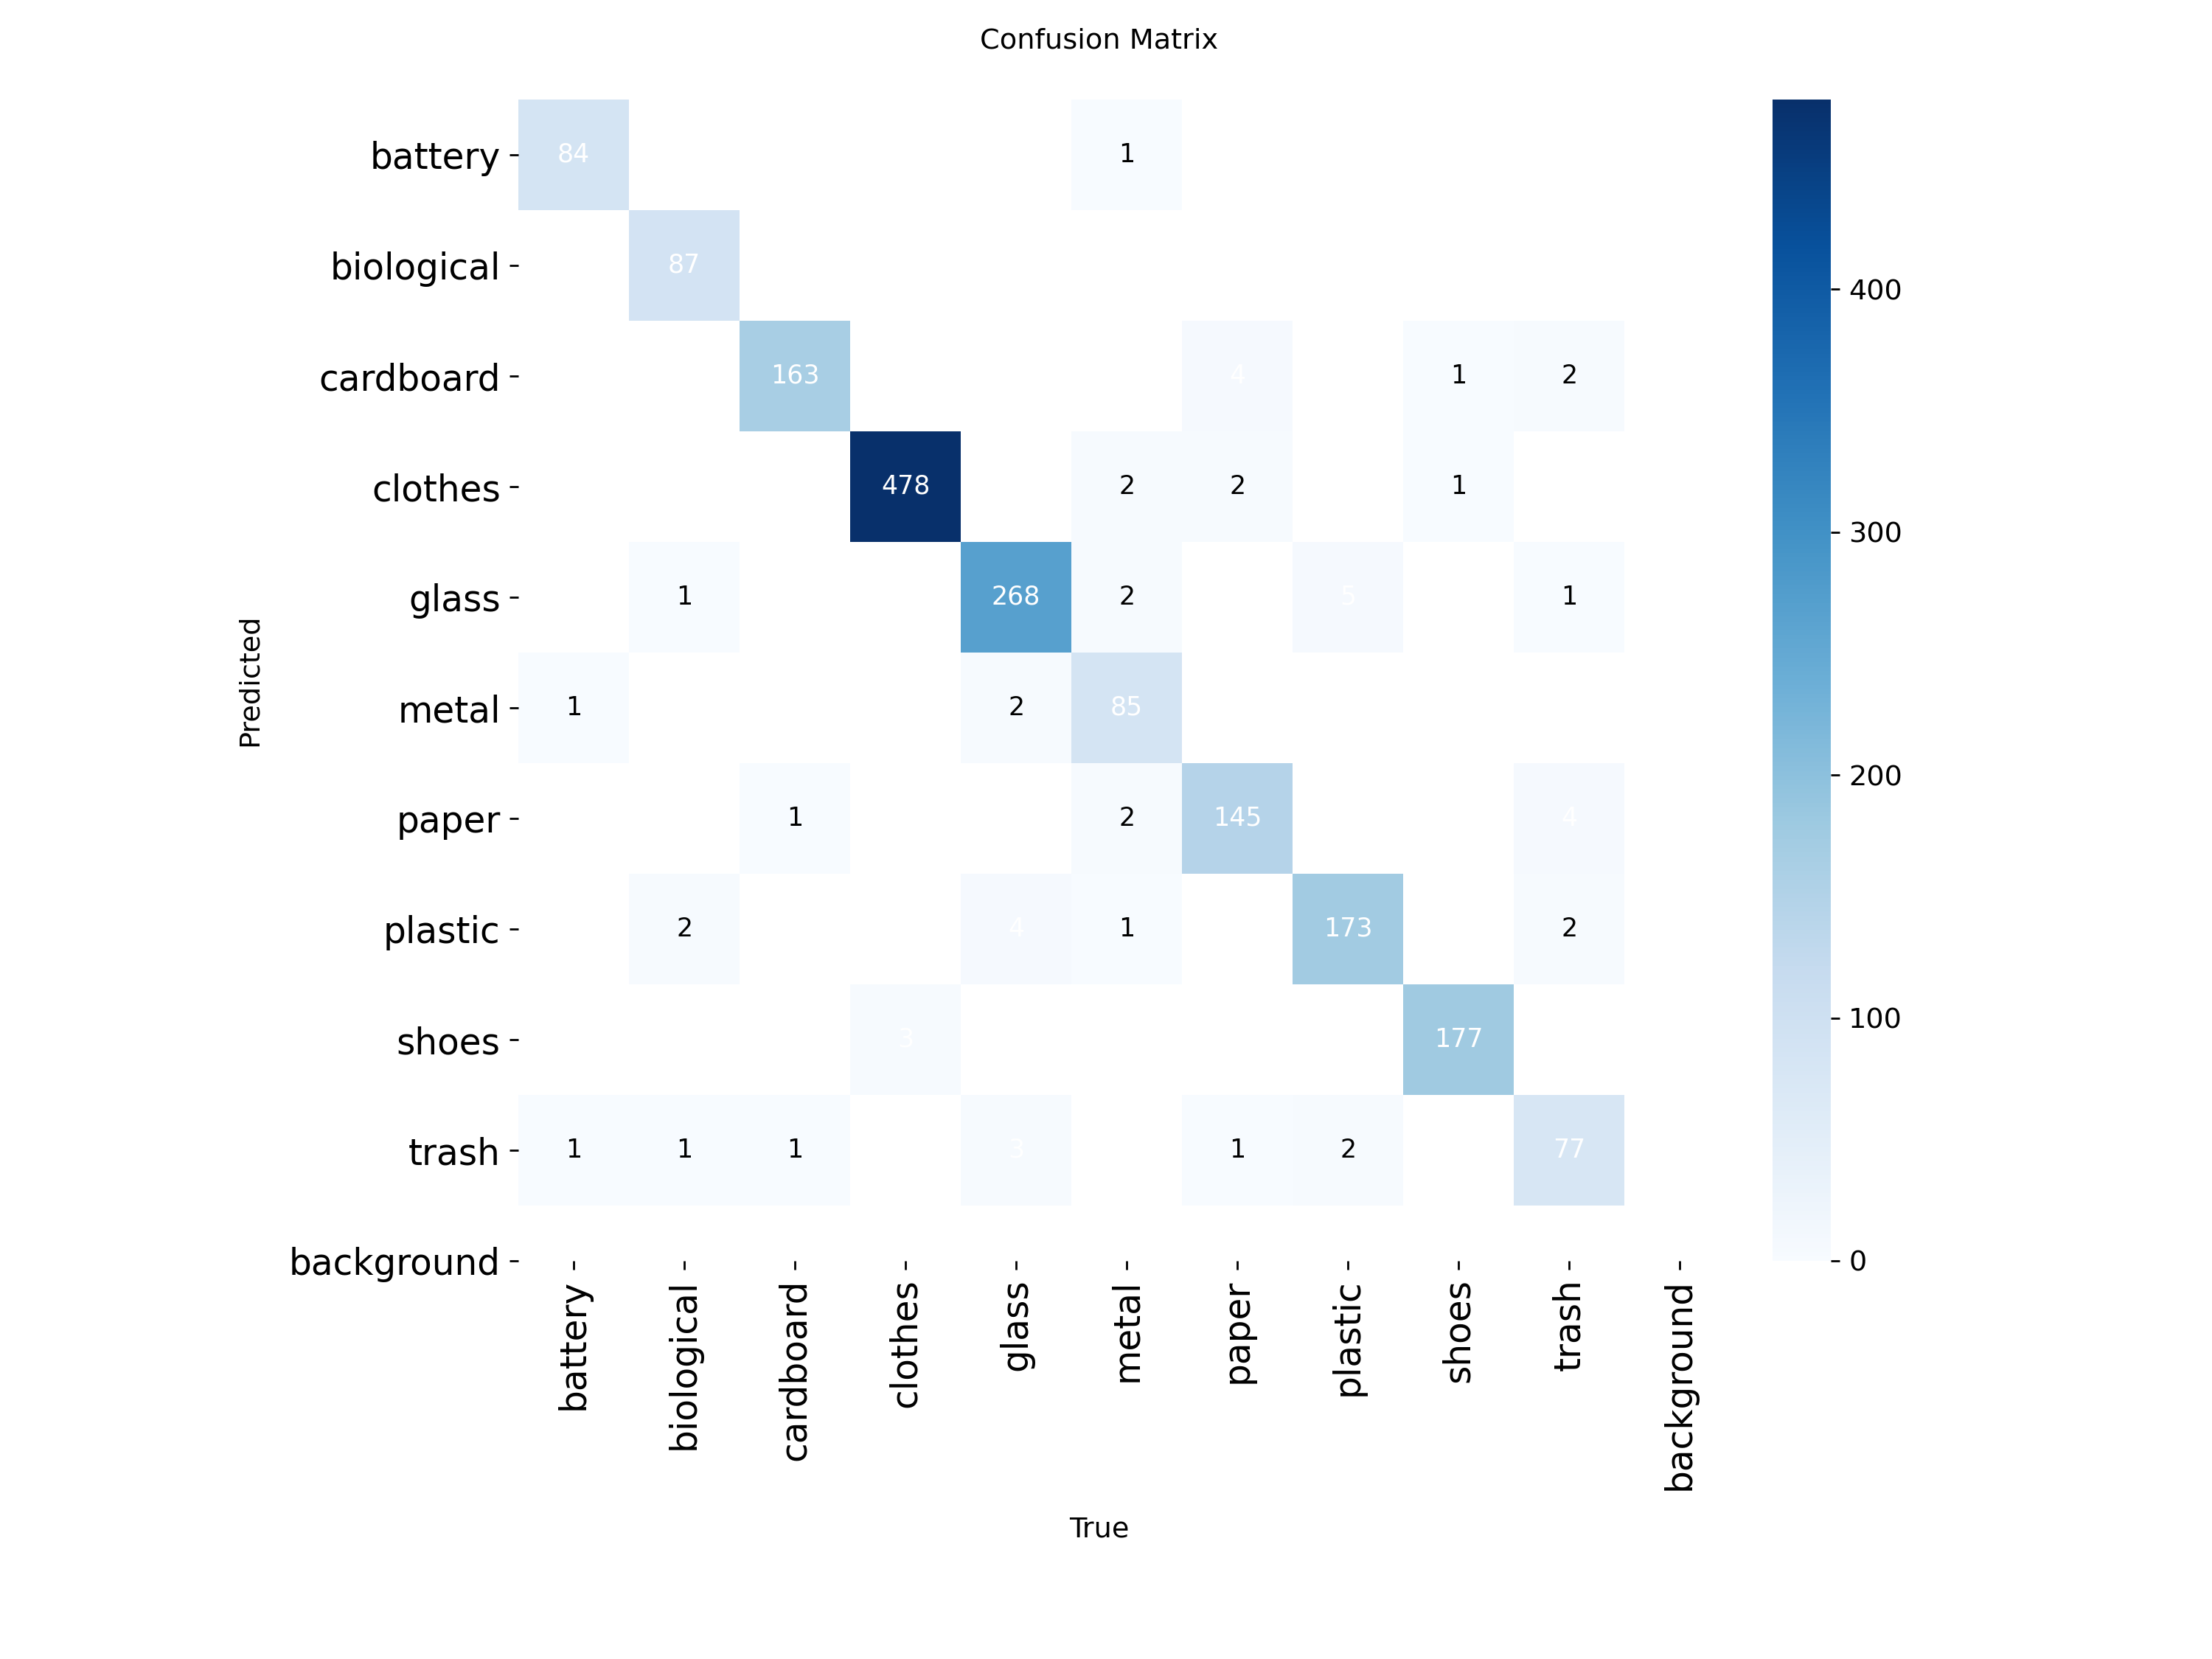 Confusion Matrix
battery 84 1
biological 87
cardboard 163 4 1 2
clothes 478 2 2 1
glass 1 268 2 5 1
metal 1 2 85
paper 1 2 145 4
plastic 2 4 1 173 2
shoes 3 177
trash 1 1 1 3 1 2 77
background
Predicted
battery
biological
cardboard
clothes
glass
metal
paper
plastic
shoes
trash
background
True
400
300
200
100
0